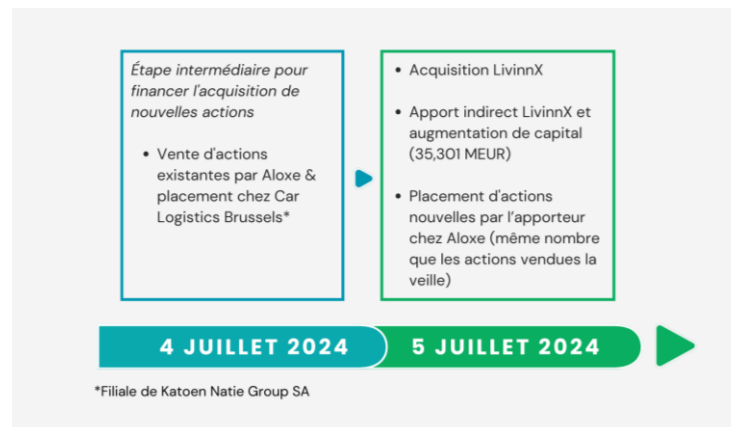 Étape intermédiaire pour
financer l'acquisition de
nouvelles actions
• Vente d'actions
existantes par Aloxe &
placement chez Car
Logistics Brussels*
• Acquisition LivinnX
• Apport indirect LivinnX et
augmentation de capital
(35,301 MEUR)
• Placement d'actions
nouvelles par l’apporteur
chez Aloxe (même nombre
que les actions vendues la
veille)
4 JUILLET 2024
5 JUILLET 2024
*Filiale de Katoen Natie Group SA